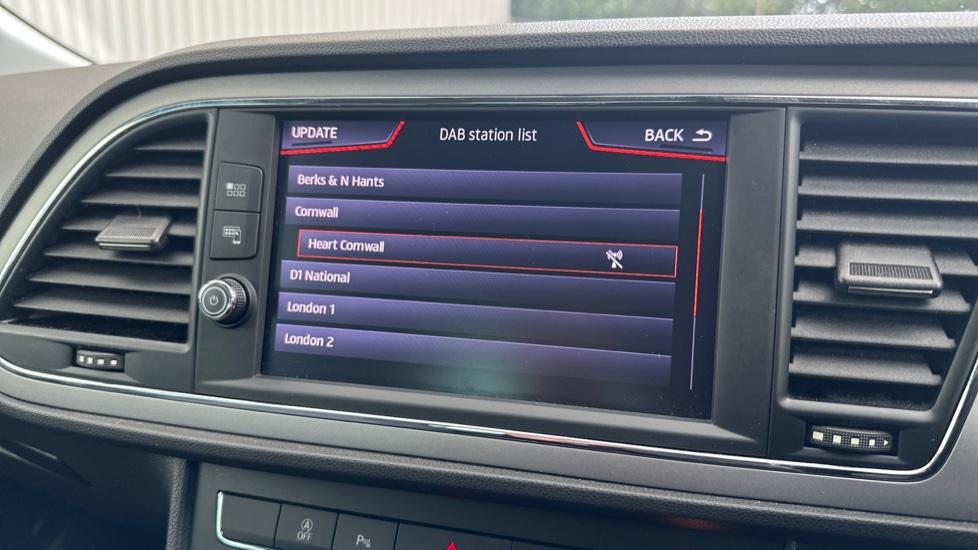 UPDATE
DAB station list
BACK
Berks & N Hants
Cornwall
Heart Cornwall
D1 National
London 1
London 2
A
OFF
P